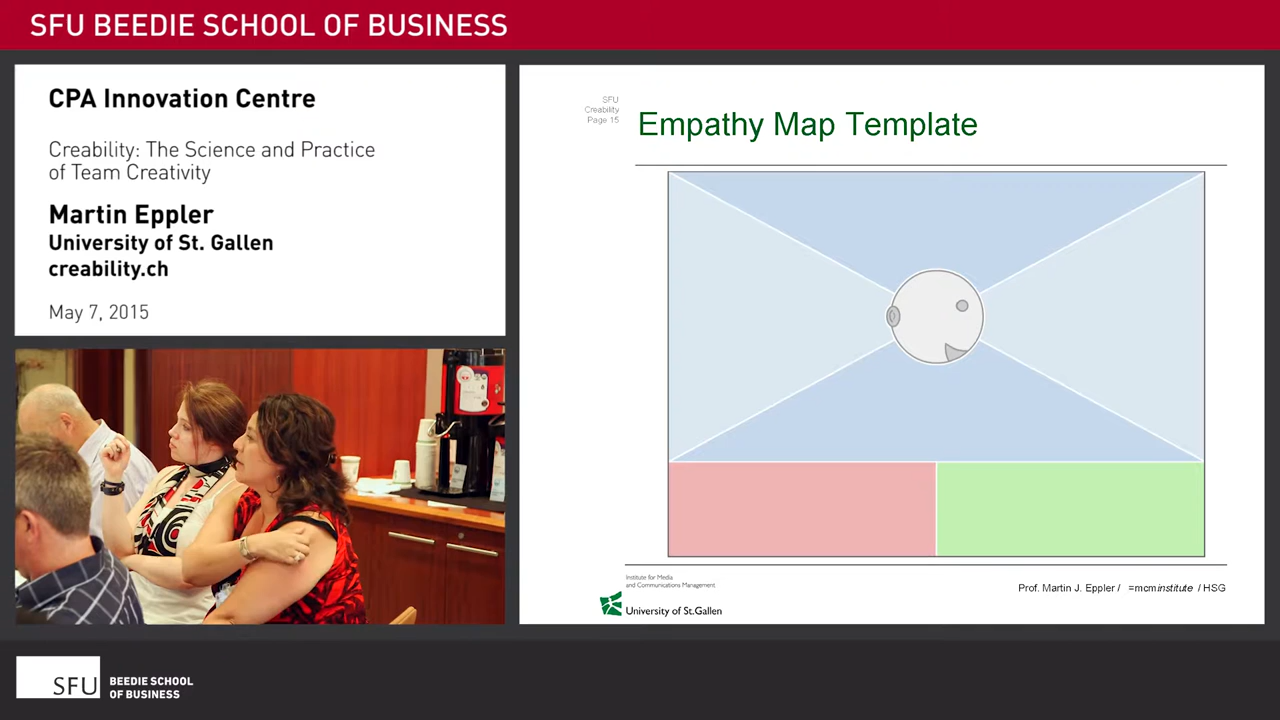 SFU BEEDIE SCHOOL OF BUSINESS
CPA Innovation Centre
Creability: The Science and Practice
of Team Creativity
Martin Eppler
University of St. Gallen
creability.ch
May 7, 2015
SFU
Creability
Page 15
Empathy Map Template
Institute for Media
and Communications Management
University of St.Gallen
Prof. Martin J. Eppler / =mcminstitute / HSG
SFU
BEEDIE SCHOOL
OF BUSINESS